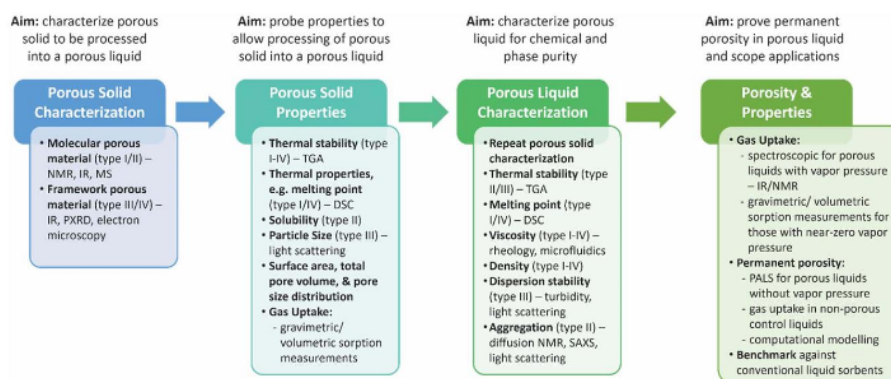 Aim: characterize porous
solid to be processed
into a porous liquid
Porous Solid
Characterization
• Molecular porous
material (type I/II) –
NMR, IR, MS
• Framework porous
material (type III/IV) –
IR, PXRD, electron
microscopy
Aim: probe properties to
allow processing of porous
solid into a porous liquid
Porous Solid
Properties
• Thermal stability (type
I-IV) – TGA
• Thermal properties,
e.g. melting point
(type I/IV) – DSC
• Solubility (type II)
• Particle Size (type III) –
light scattering
• Surface area, total
pore volume, & pore
size distribution
• Gas Uptake:
- gravimetric/
volumetric sorption
measurements
Aim: characterize porous
liquid for chemical and
phase purity
Porous Liquid
Characterization
• Repeat porous solid
characterization
• Thermal stability (type
II/III) – TGA
• Melting point (type
I/IV) – DSC
• Viscosity (type I-IV) –
rheology, microfluidics
• Density (type I-IV)
• Dispersion stability
(type III) – turbidity,
light scattering
• Aggregation (type II) –
diffusion NMR, SAXS,
light scattering
Aim: prove permanent
porosity in porous liquid
and scope applications
Porosity &
Properties
• Gas Uptake:
- spectroscopic for porous
liquids with vapor pressure
– IR/NMR
- gravimetric/ volumetric
sorption measurements for
those with near-zero vapor
pressure
• Permanent porosity:
- PALS for porous liquids
without vapor pressure
- gas uptake in non-porous
control liquids
- computational modelling
• Benchmark against
conventional liquid sorbents